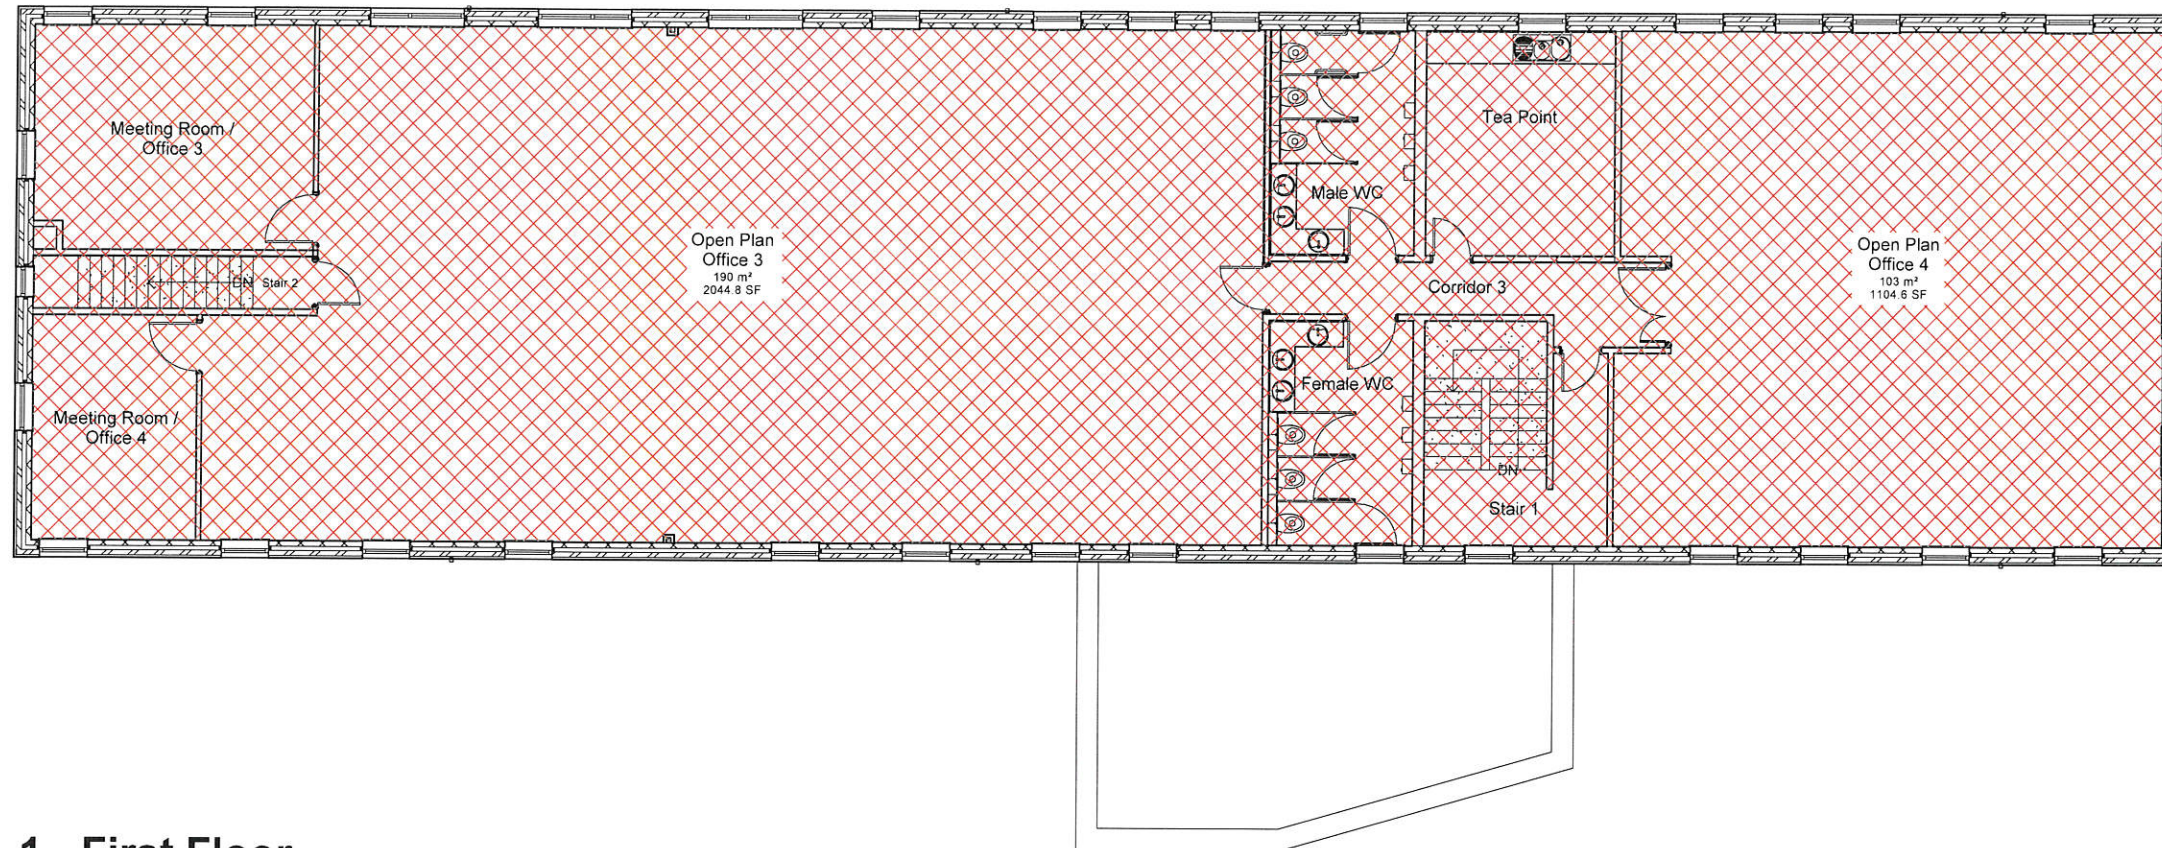 Meeting Room /
Office 3
Open Plan
Office 3
190 m²
2044.8 SF
DN Stair 2
Meeting Room /
Office 4
Male WC
Tea Point
Corridor 3
Female WC
DN
Stair 1
Open Plan
Office 4
103 m²
1104.6 SF
1 First Floor